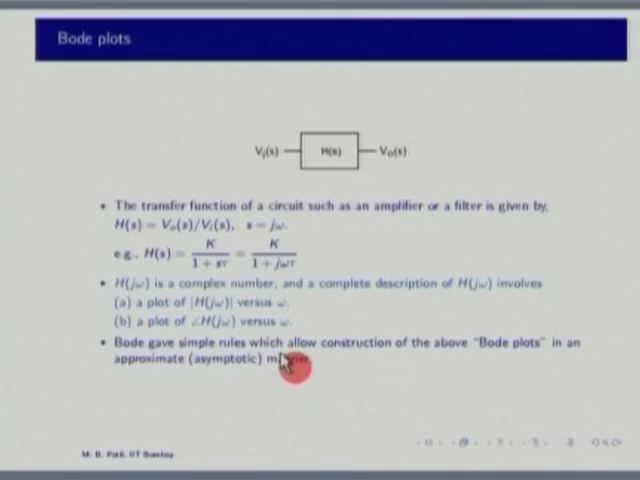 Bode plots
Vi(s) H(s) Vo(s)
• The transfer function of a circuit such as an amplifier or a filter is given by,
H(s) = Vo(s)/Vi(s), s = jω.
e.g., H(s) = K / (1 + sτ) = K / (1 + jωτ)
• H(jω) is a complex number, and a complete description of H(jω) involves
(a) a plot of |H(jω)| versus ω.
(b) a plot of ∠H(jω) versus ω.
• Bode gave simple rules which allow construction of the above "Bode plots" in an
approximate (asymptotic) manner.
M. B. Patil, IIT Bombay